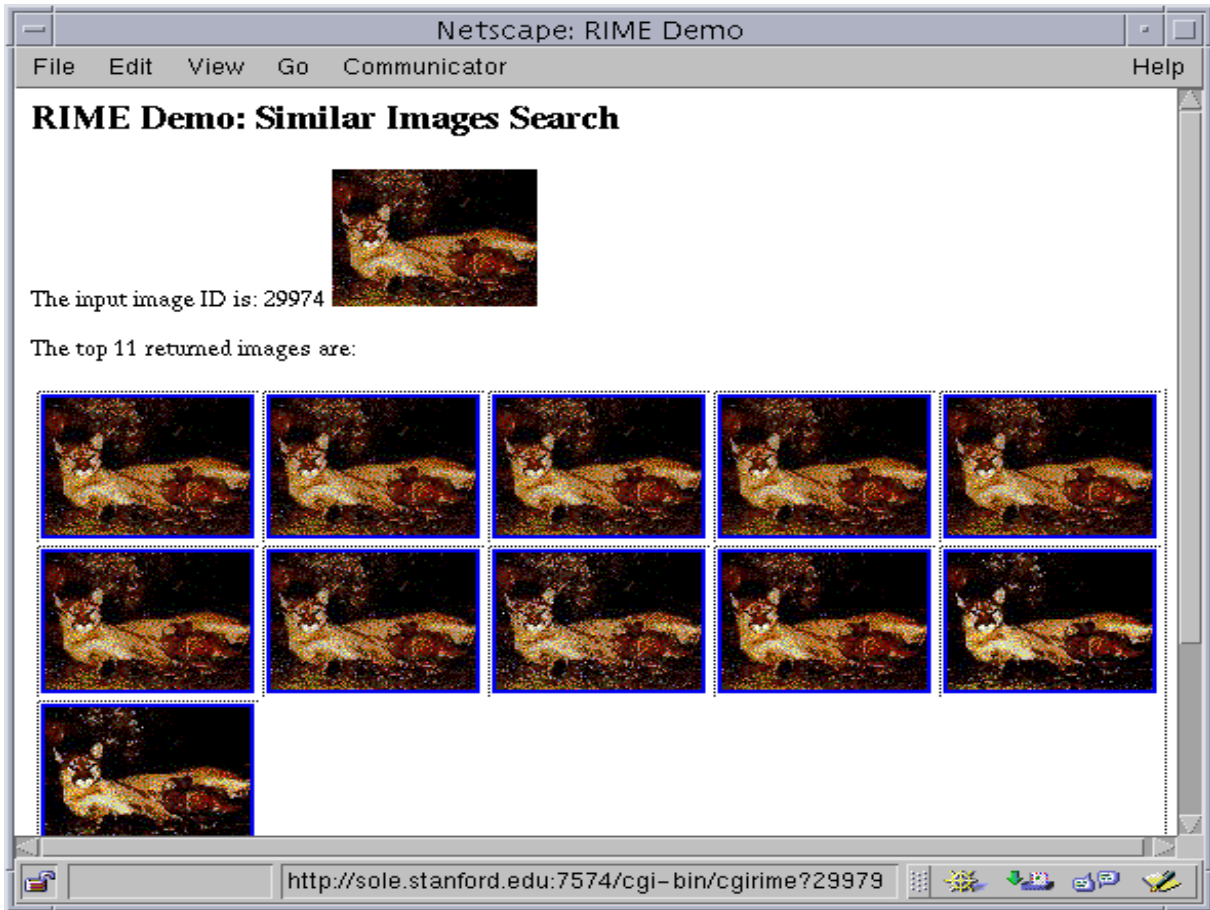 Netscape: RIME Demo
File Edit View Go Communicator Help
RIME Demo: Similar Images Search
The input image ID is: 29974
The top 11 returned images are:
http://sole.stanford.edu:7574/cgi-bin/cgirime?29979